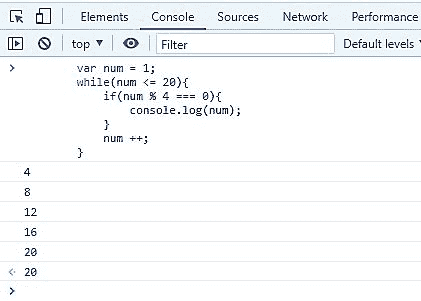 Elements Console Sources Network Performance
top ▼ Filter Default levels
> var num = 1;
while(num <= 20){
if(num % 4 === 0){
console.log(num);
}
num ++;
}
4
8
12
16
20
<· 20
>